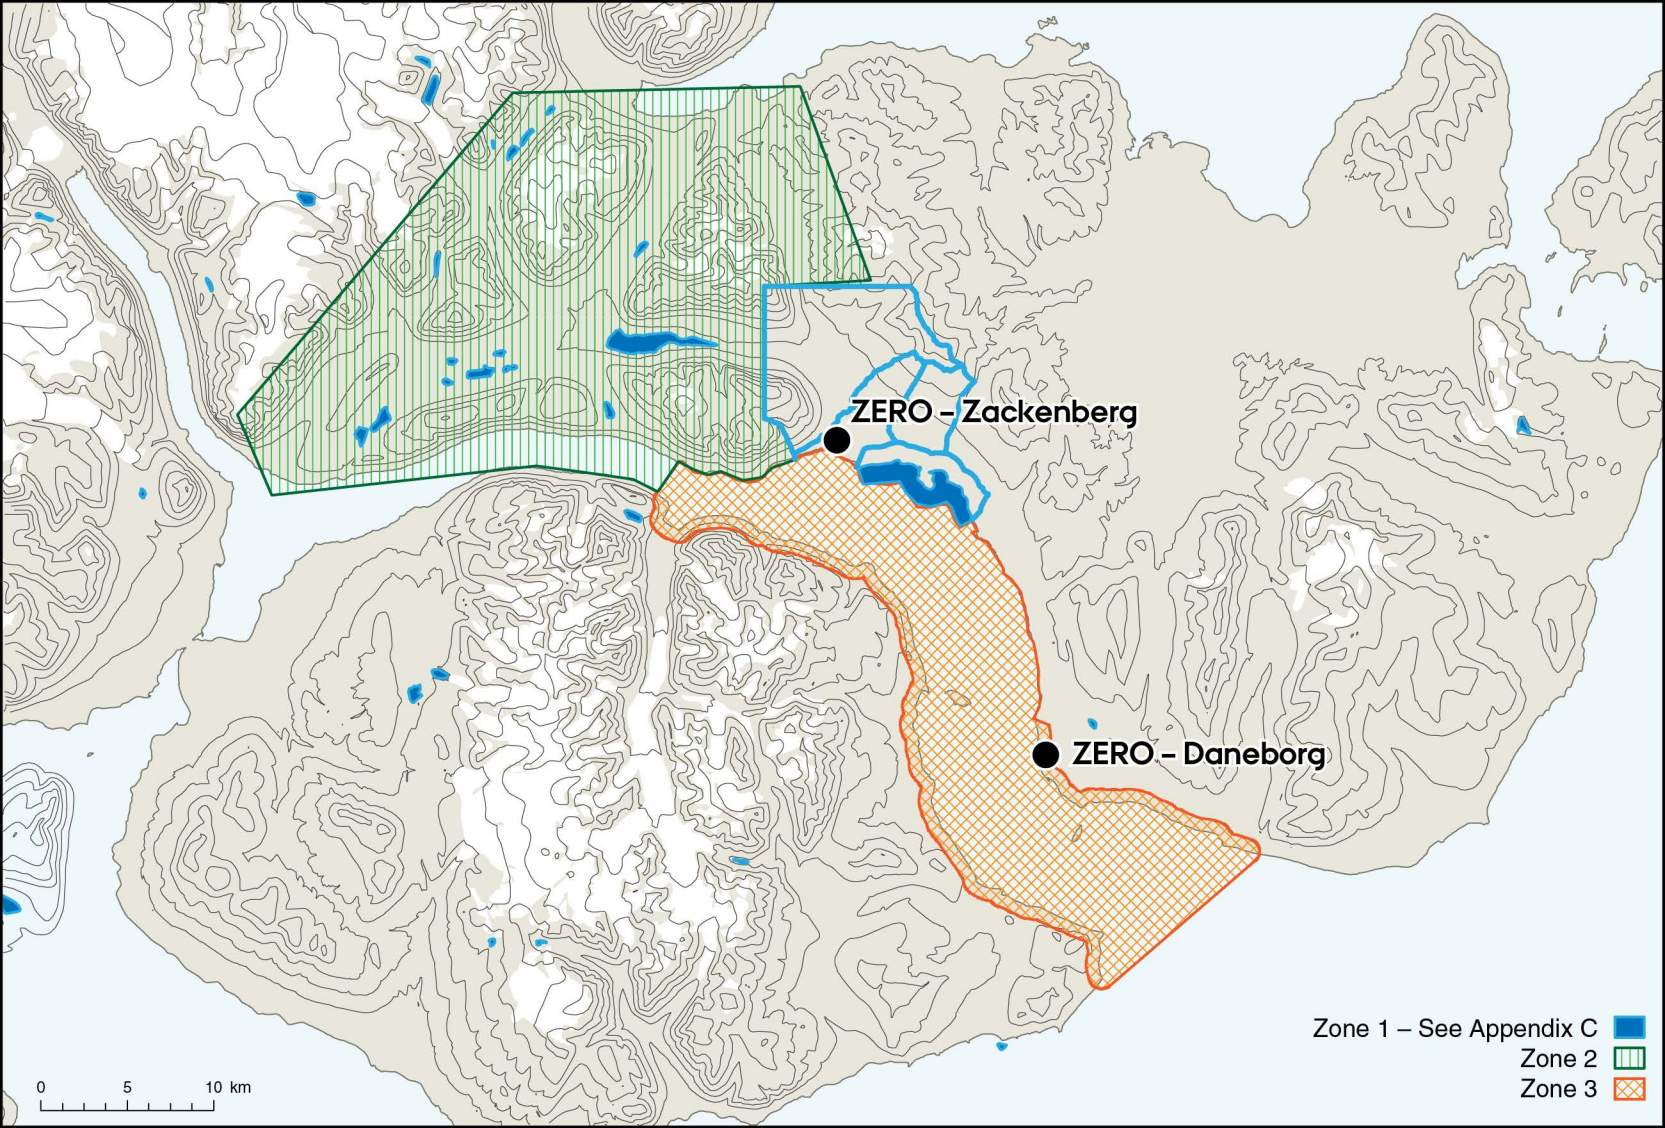 ZERO – Zackenberg
ZERO – Daneborg
Zone 1 – See Appendix C
Zone 2
Zone 3
0 5 10 km